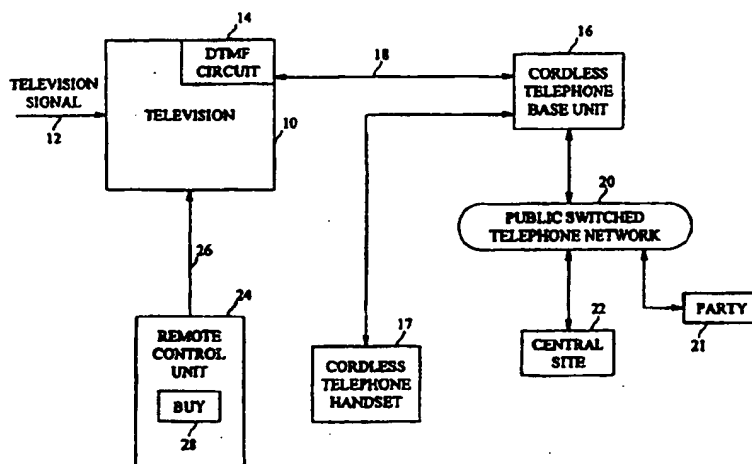 14
16
DTMF
CIRCUIT
18
CORDLESS
TELEPHONE
BASE UNIT
TELEVISION
SIGNAL
TELEVISION
12
10
20
PUBLIC SWITCHED
TELEPHONE NETWORK
26
24
REMOTE
CONTROL
UNIT
BUY
28
17
CORDLESS
TELEPHONE
HANDSET
22
CENTRAL
SITE
PARTY
21